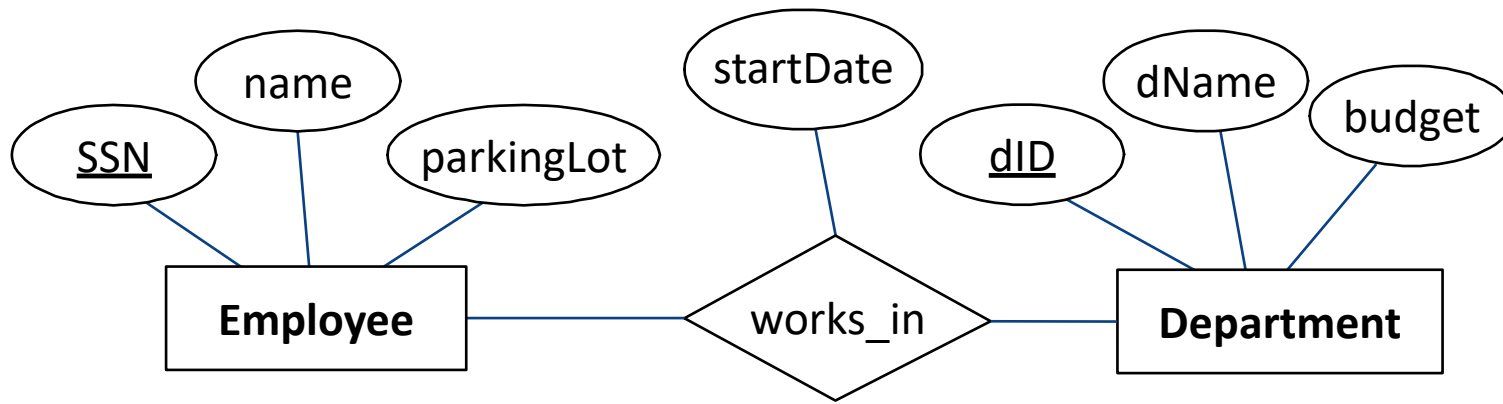 startDate
name
dName
budget
SSN
parkingLot
dID
Employee
works_in
Department